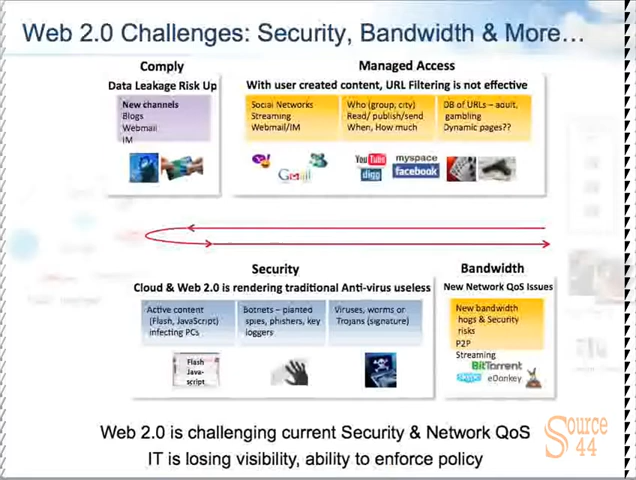 Web 2.0 Challenges: Security, Bandwidth & More...
Comply
Data Leakage Risk Up
New channels
Blogs
Webmail
IM
Managed Access
With user created content, URL Filtering is not effective
Social Networks
Streaming
Webmail/IM
Who (group, city)
Read/ publish/send
When, How much
DB of URLs – adult,
gambling
Dynamic pages??
Gmail
YouTube
digg
myspace
facebook
Security
Cloud & Web 2.0 is rendering traditional Anti-virus useless
Active content
(Flash, JavaScript)
infecting PCs
Botnets – planted
spies, phishers, key
loggers
Viruses, worms or
Trojans (signature)
Flash
Java-
script
Bandwidth
New Network QoS Issues
New bandwidth
hogs & Security
risks
P2P
Streaming
BitTorrent
skype
eDonkey
Web 2.0 is challenging current Security & Network QoS
IT is losing visibility, ability to enforce policy
Source
44